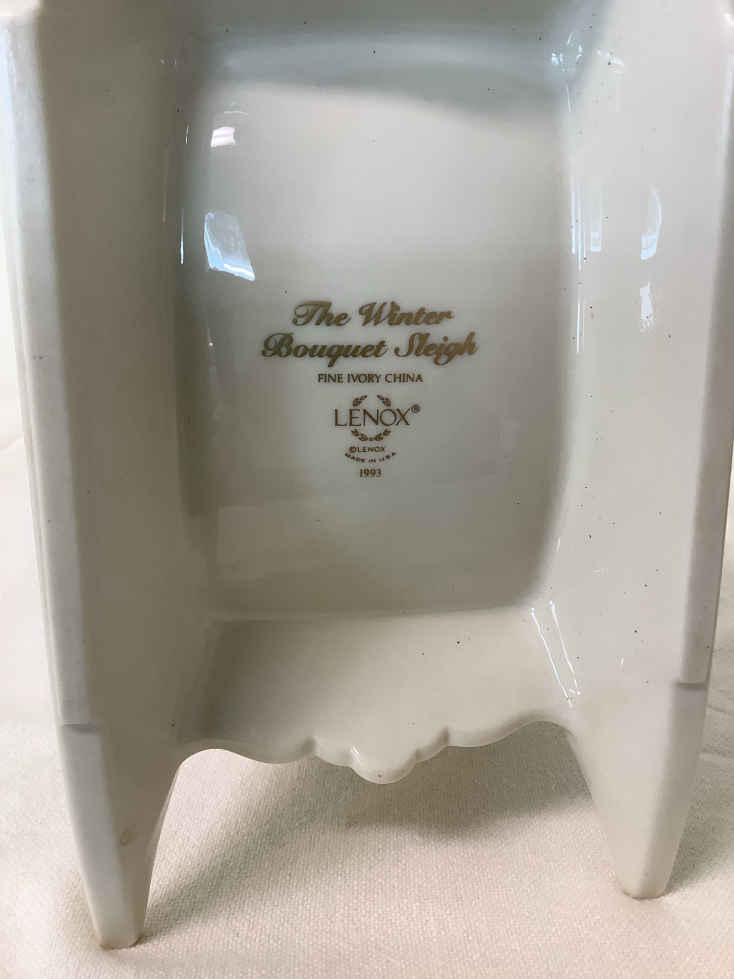 The Winter
Bouquet Sleigh
FINE IVORY CHINA
LENOX®
©LENOX
MADE IN USA
1993